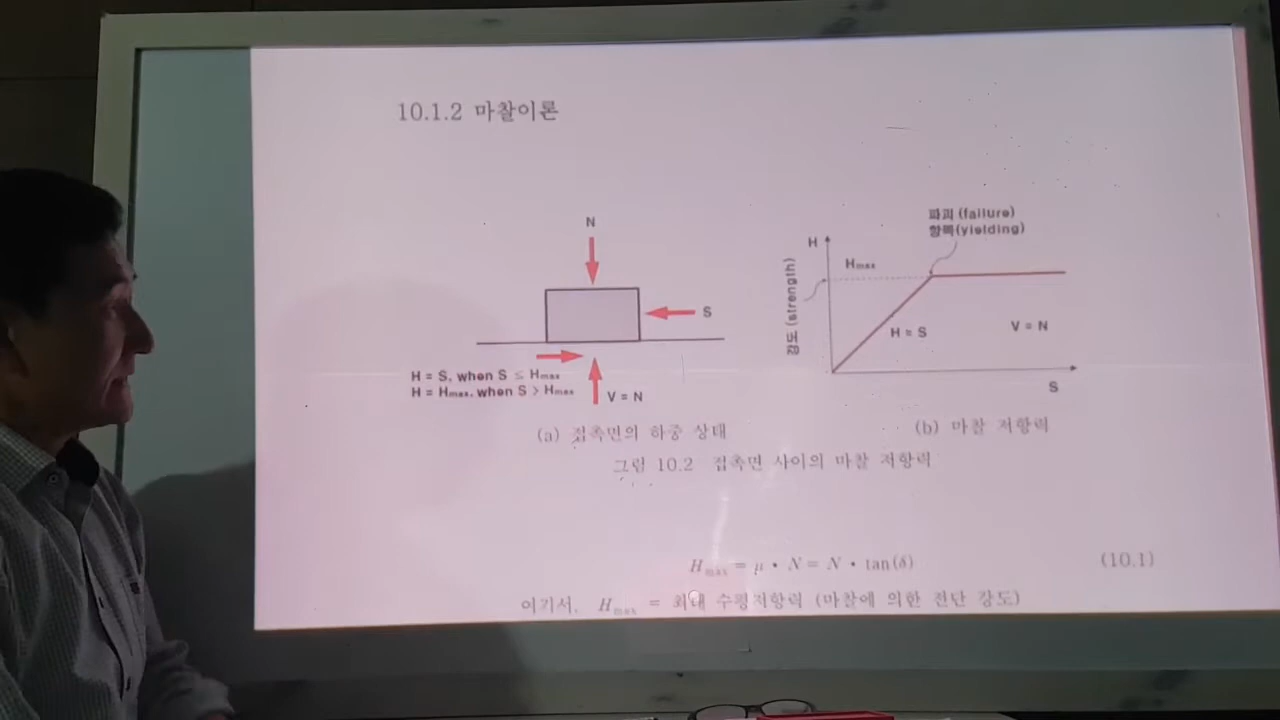 10.1.2 마찰이론
N
S
H = S, when S ≤ Hmax
H = Hmax, when S > Hmax
V = N
(a) 접촉면의 하중 상태
파괴 (failure)
항복(yielding)
H
Hmax
강도 (strength)
H = S
V = N
S
(b) 마찰 저항력
그림 10.2 접촉면 사이의 마찰 저항력
Hmax = μ • N = N • tan(δ) (10.1)
여기서, Hmax = 최대 수평저항력 (마찰에 의한 전단 강도)